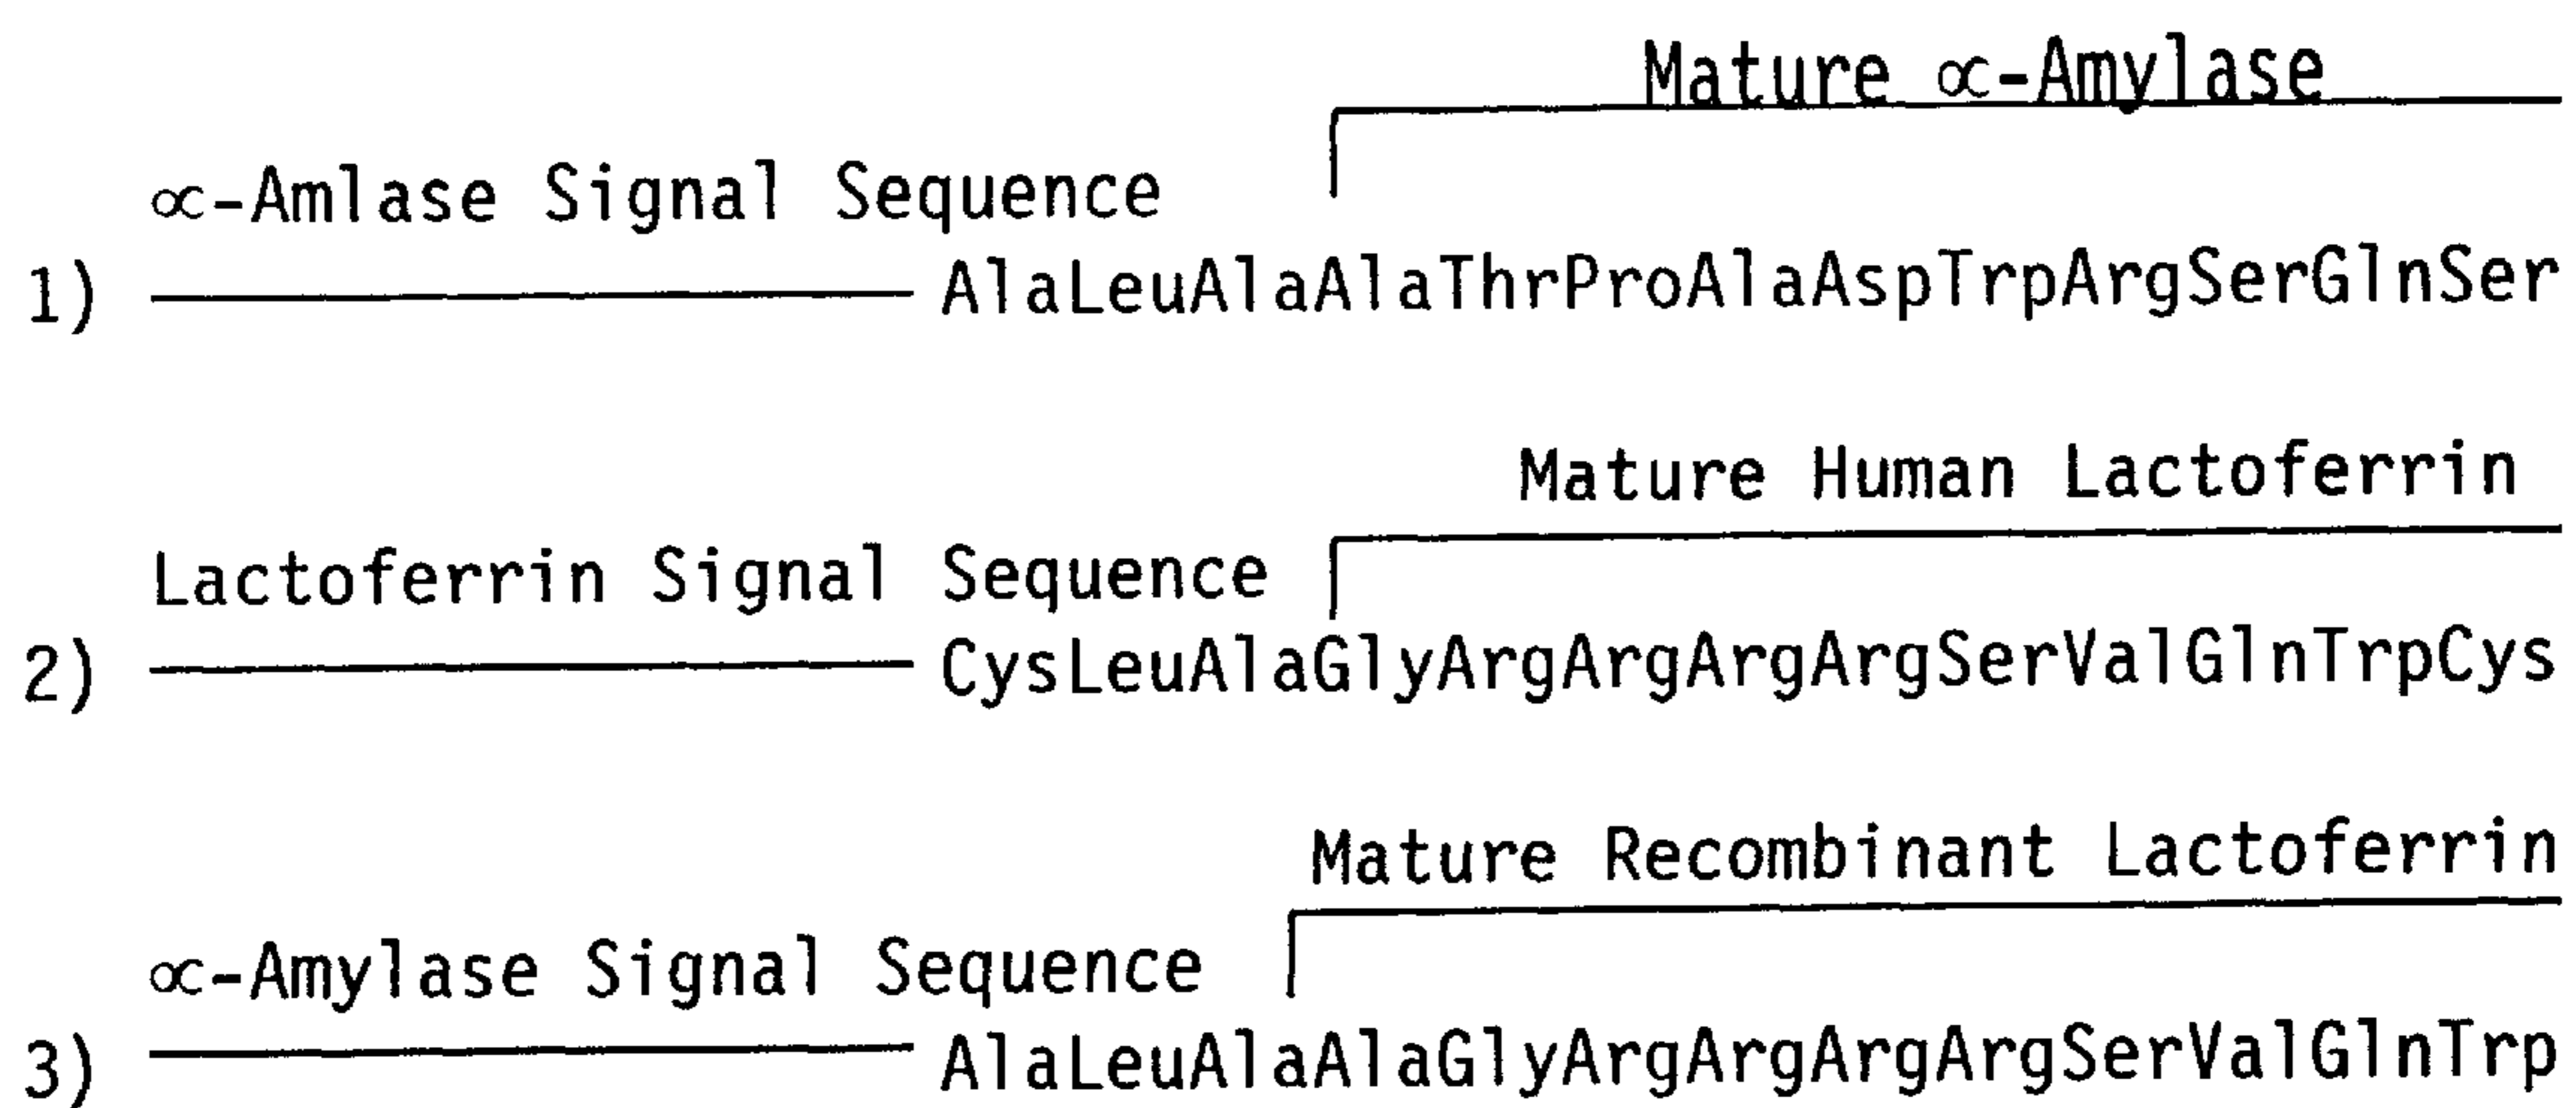 Mature ∝-Amylase
∝-Amlase Signal Sequence
1) AlaLeuAlaAlaThrProAlaAspTrpArgSerGlnSer
Mature Human Lactoferrin
Lactoferrin Signal Sequence
2) CysLeuAlaGlyArgArgArgArgSerValGlnTrpCys
Mature Recombinant Lactoferrin
∝-Amylase Signal Sequence
3) AlaLeuAlaAlaGlyArgArgArgArgSerValGlnTrp